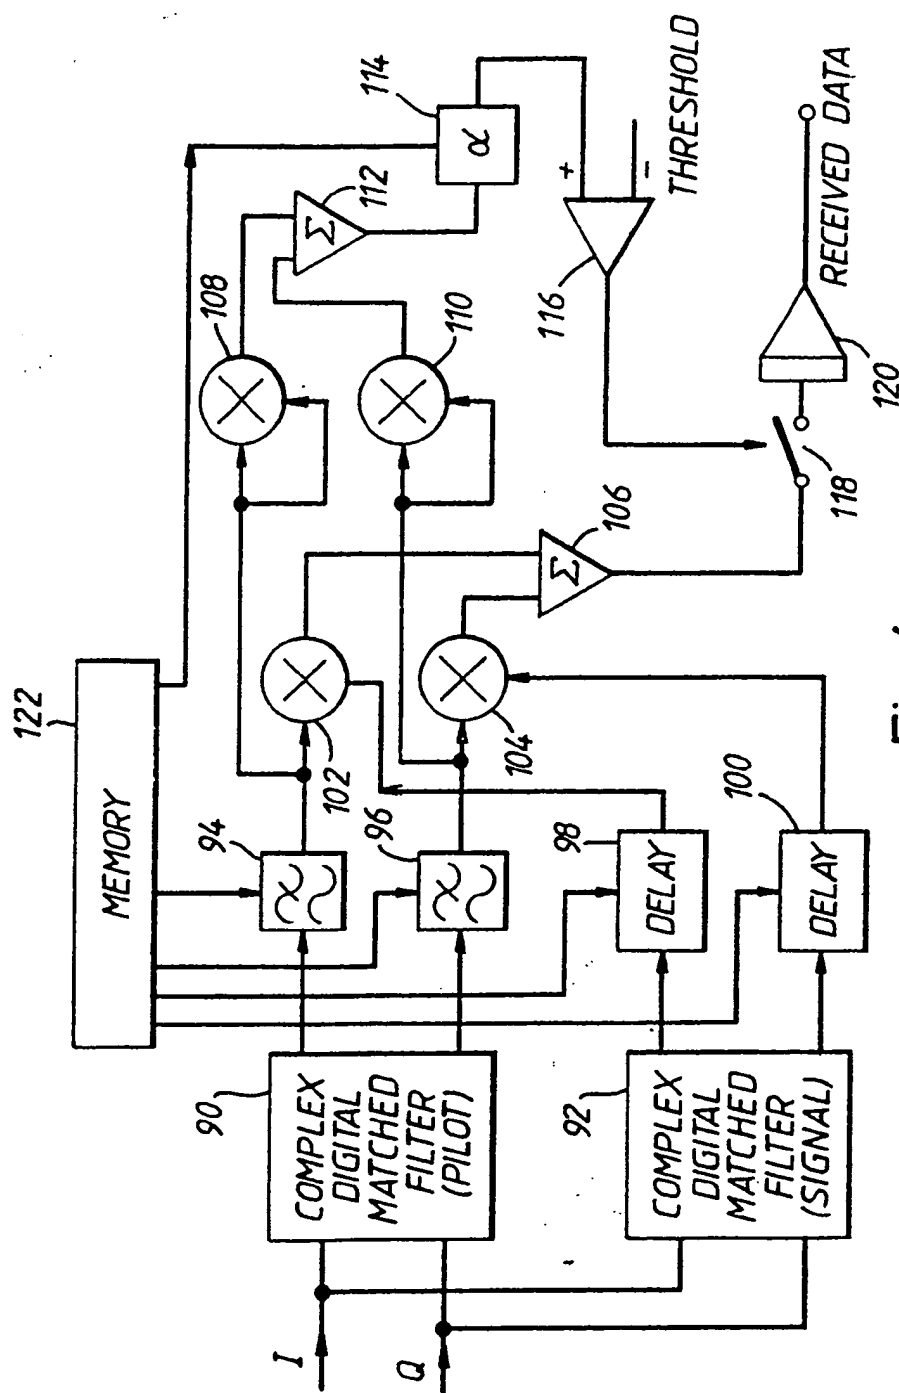 122
MEMORY
I
Q
90
COMPLEX
DIGITAL
MATCHED
FILTER
(PILOT)
92
COMPLEX
DIGITAL
MATCHED
FILTER
(SIGNAL)
94
96
98
DELAY
100
DELAY
102
104
Σ
106
108
110
Σ
112
α
114
+
-
THRESHOLD
116
118
120
RECEIVED DATA